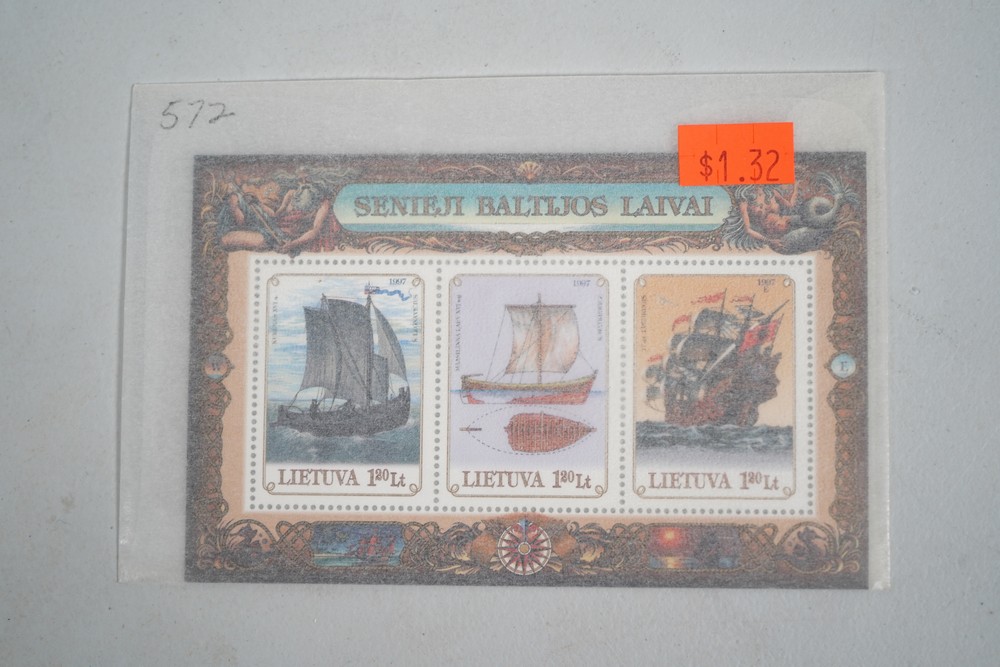 572
$1.32
SENIEJI BALTIJOS LAIVAI
1997
1997
1997
E
LIETUVA 1.20 Lt
LIETUVA 1.20 Lt
LIETUVA 1.20 Lt